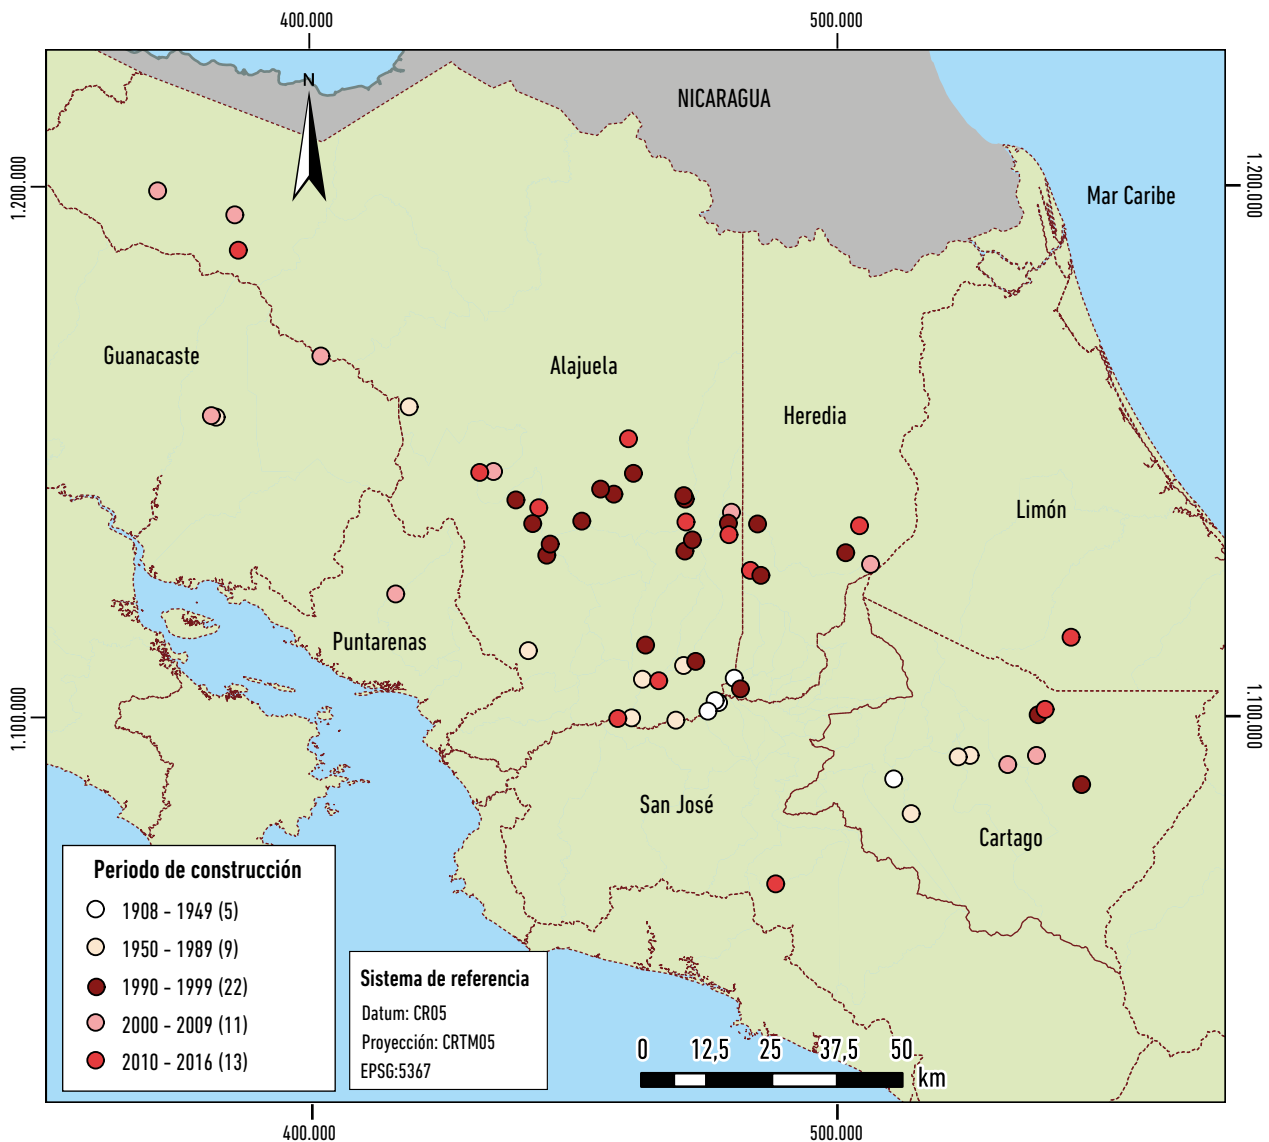 400.000
500.000
N
NICARAGUA
1.200.000
1.200.000
Mar Caribe
Guanacaste
Alajuela
Heredia
Limón
Puntarenas
1.100.000
1.100.000
San José
Cartago
Periodo de construcción
1908 - 1949 (5)
1950 - 1989 (9)
1990 - 1999 (22)
2000 - 2009 (11)
2010 - 2016 (13)
Sistema de referencia
Datum: CR05
Proyección: CRTM05
EPSG:5367
0 12,5 25 37,5 50
km
400.000
500.000